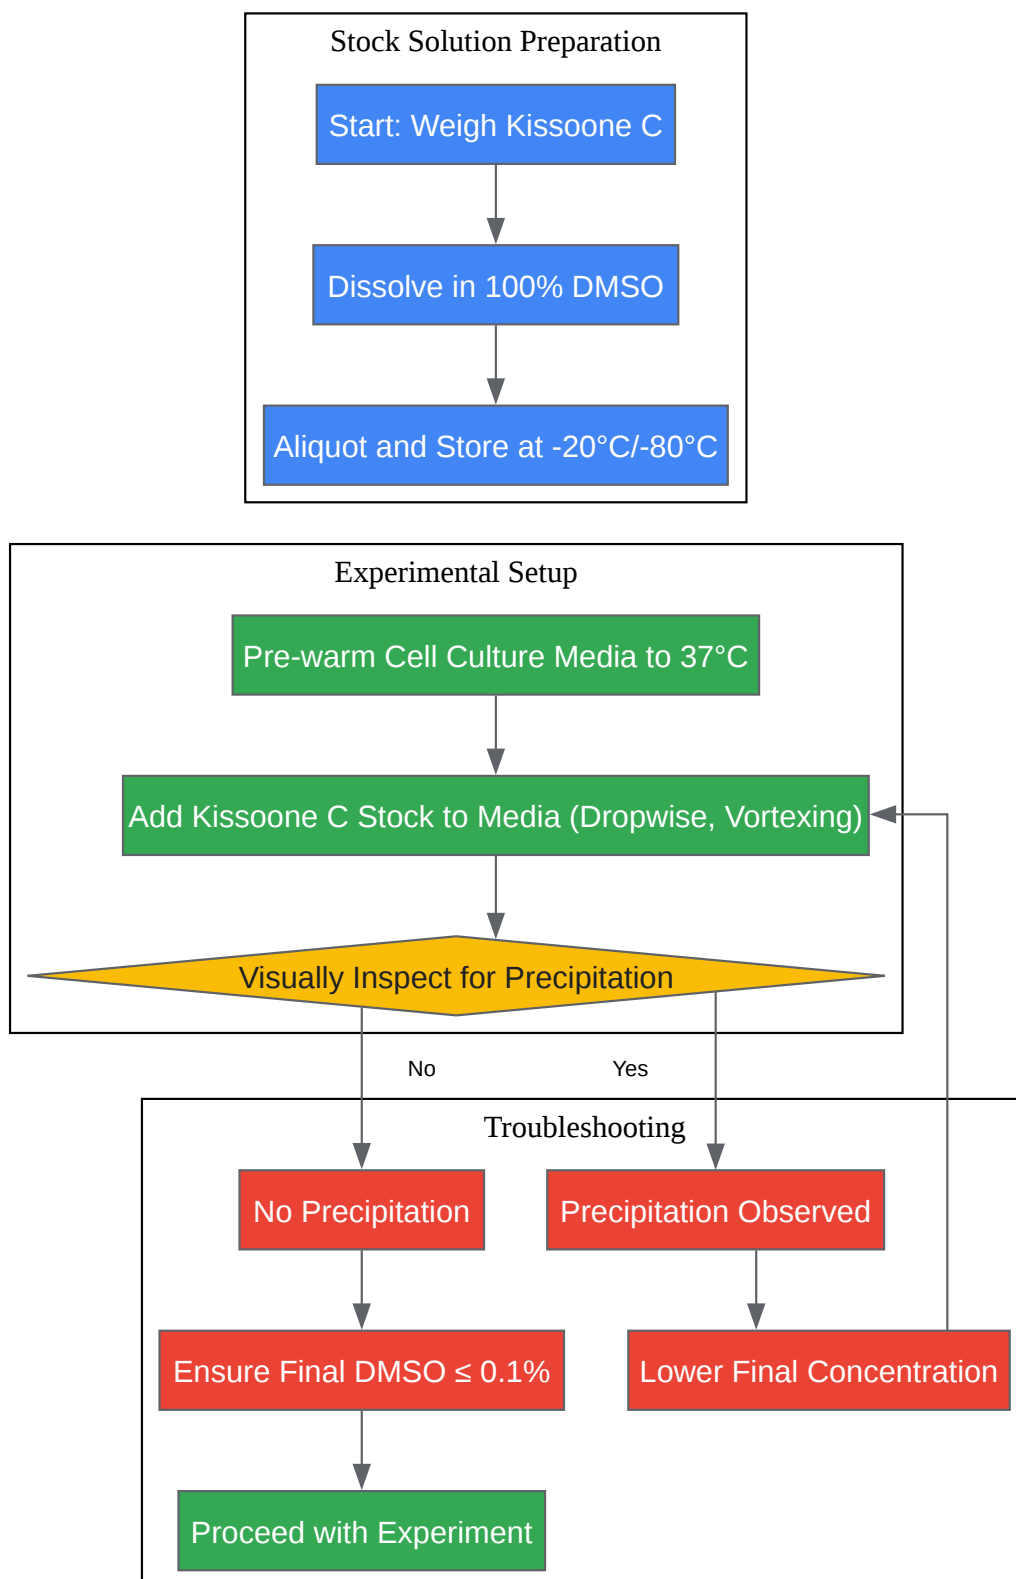 Stock Solution Preparation
Start: Weigh Kissoone C
Dissolve in 100% DMSO
Aliquot and Store at -20°C/-80°C
Experimental Setup
Pre-warm Cell Culture Media to 37°C
Add Kissoone C Stock to Media (Dropwise, Vortexing)
Visually Inspect for Precipitation
No
Yes
Troubleshooting
No Precipitation
Precipitation Observed
Ensure Final DMSO ≤ 0.1%
Lower Final Concentration
Proceed with Experiment